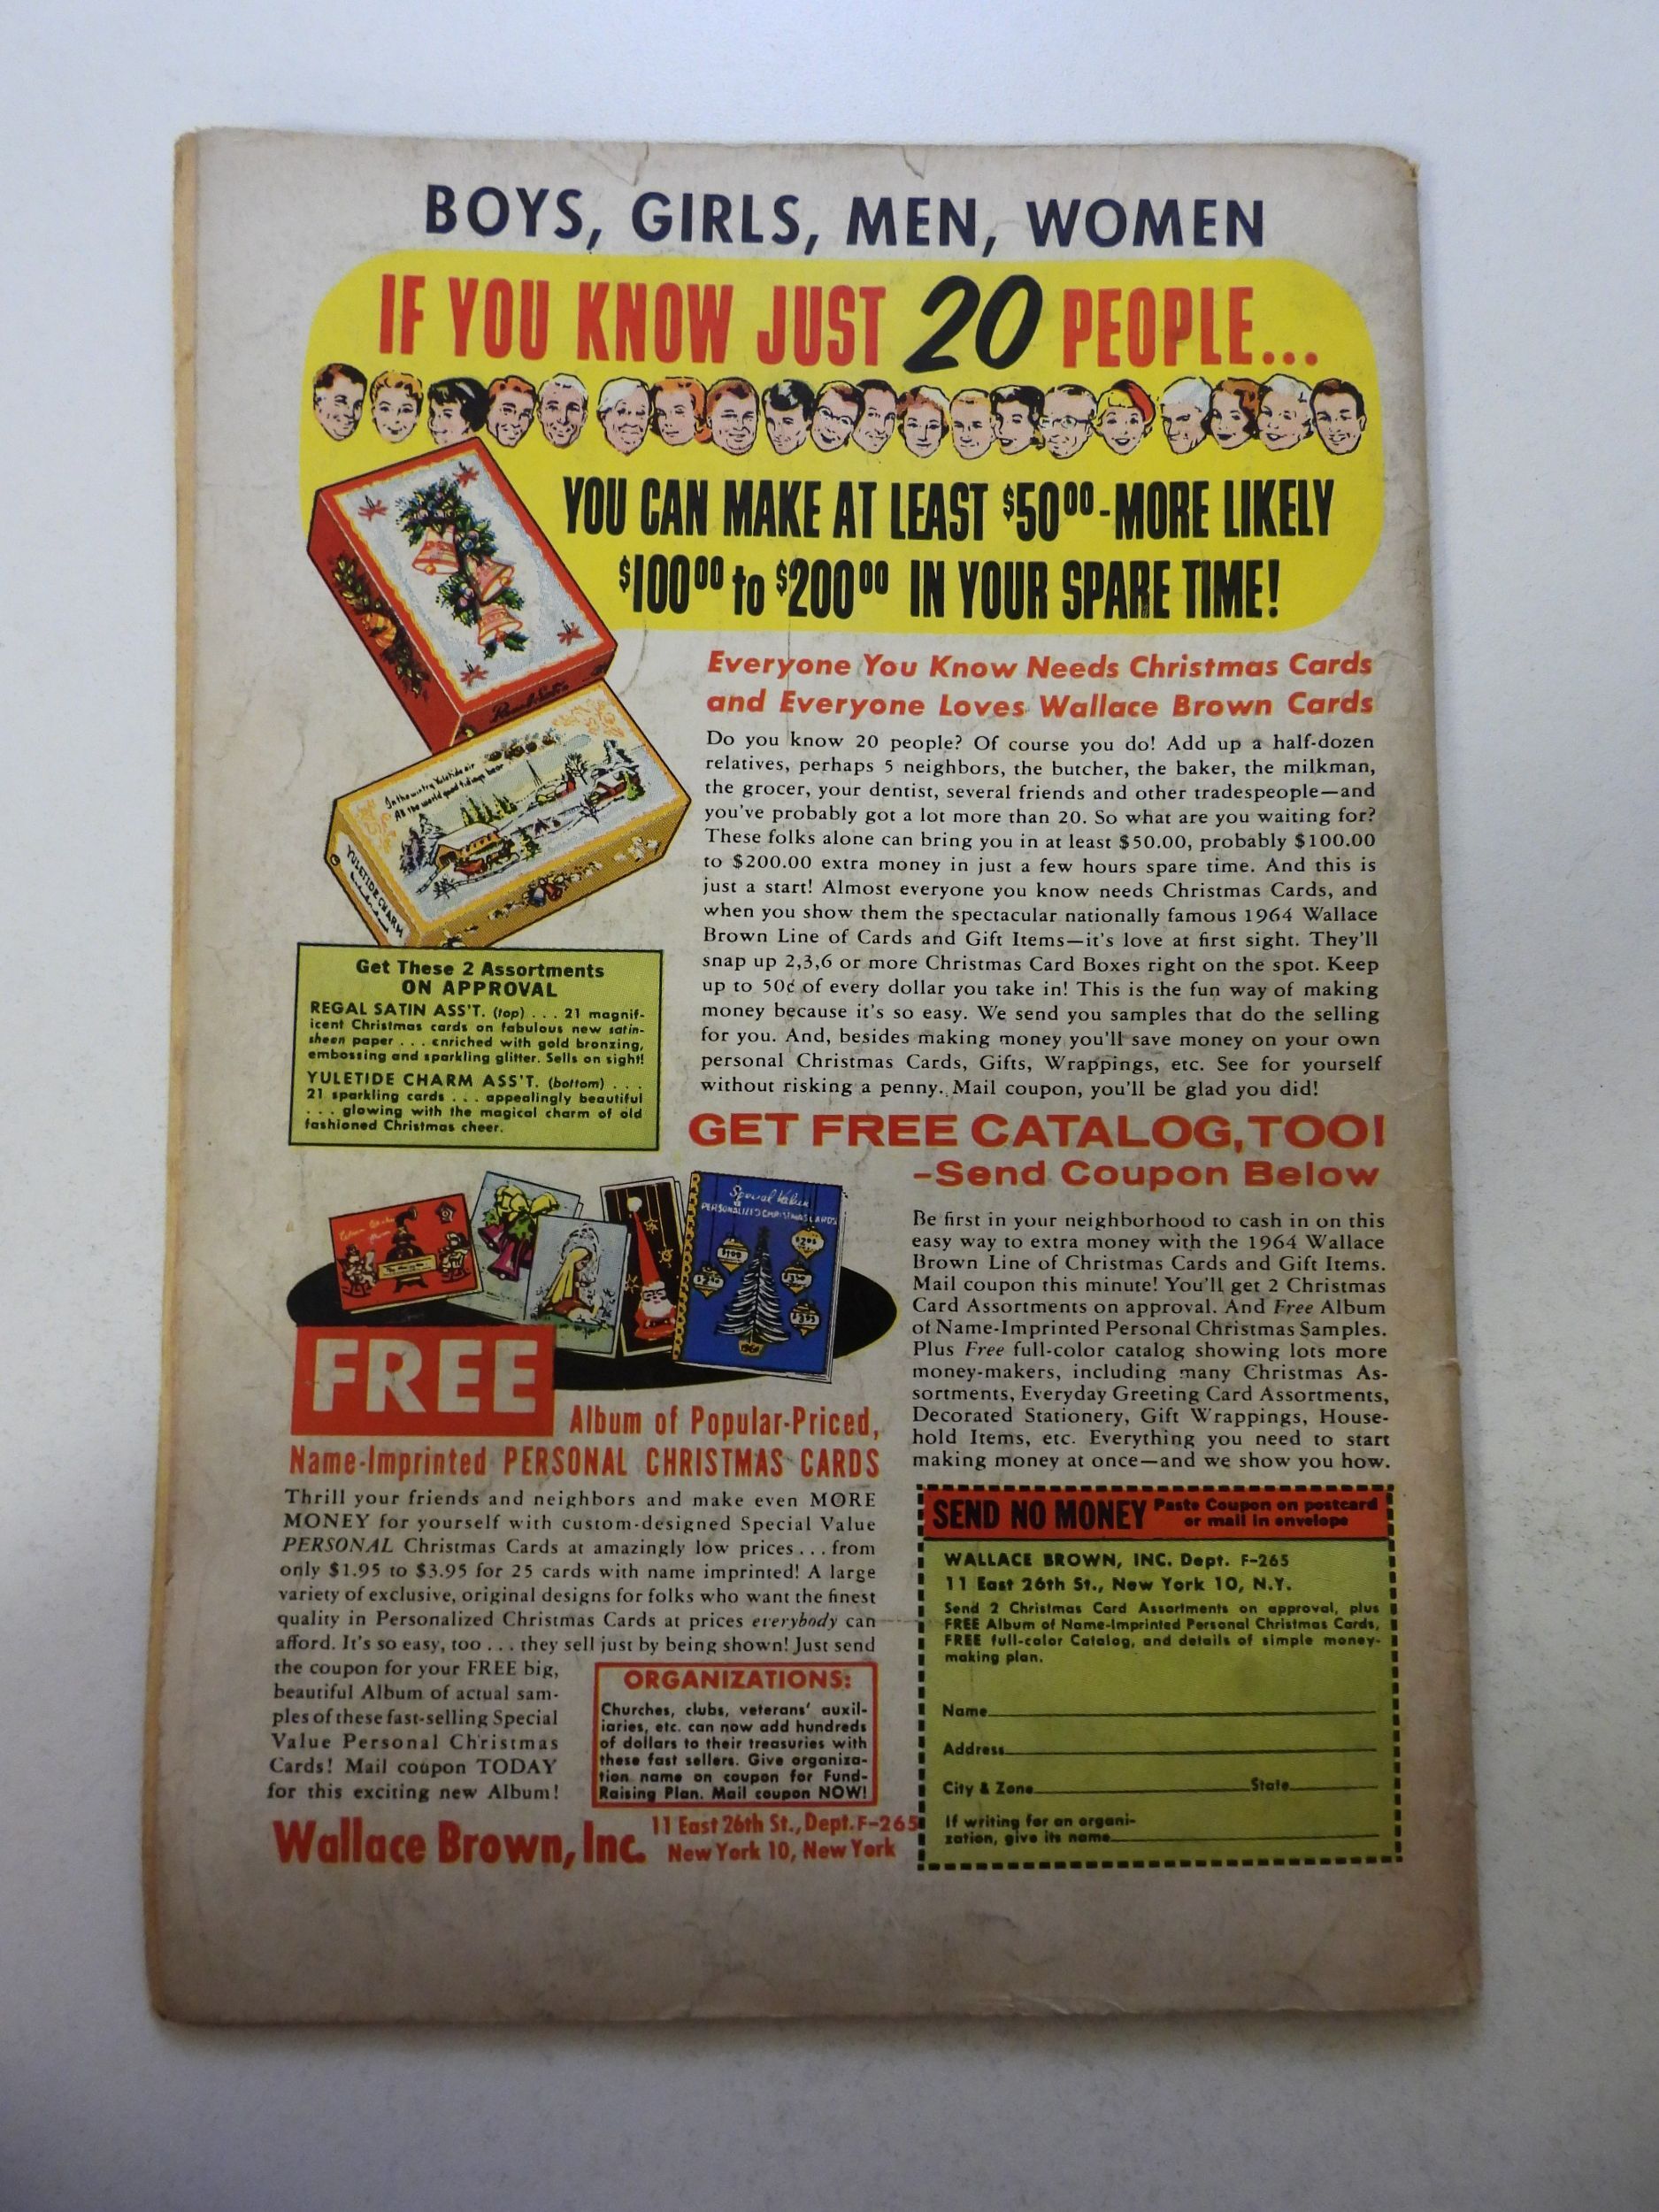 BOYS, GIRLS, MEN, WOMEN
IF YOU KNOW JUST 20 PEOPLE...
YOU CAN MAKE AT LEAST $50⁰⁰-MORE LIKELY
$100⁰⁰ to $200⁰⁰ IN YOUR SPARE TIME!
In the wintry Yuletide air
All the world good tidings bear
YULETIDE CHARM
Everyone You Know Needs Christmas Cards
and Everyone Loves Wallace Brown Cards
Do you know 20 people? Of course you do! Add up a half-dozen
relatives, perhaps 5 neighbors, the butcher, the baker, the milkman,
the grocer, your dentist, several friends and other tradespeople—and
you've probably got a lot more than 20. So what are you waiting for?
These folks alone can bring you in at least $50.00, probably $100.00
to $200.00 extra money in just a few hours spare time. And this is
just a start! Almost everyone you know needs Christmas Cards, and
when you show them the spectacular nationally famous 1964 Wallace
Brown Line of Cards and Gift Items—it's love at first sight. They'll
snap up 2,3,6 or more Christmas Card Boxes right on the spot. Keep
up to 50¢ of every dollar you take in! This is the fun way of making
money because it's so easy. We send you samples that do the selling
for you. And, besides making money you'll save money on your own
personal Christmas Cards, Gifts, Wrappings, etc. See for yourself
without risking a penny. Mail coupon, you'll be glad you did!
Get These 2 Assortments
ON APPROVAL
REGAL SATIN ASS'T. (top) . . . 21 magnif-
icent Christmas cards on fabulous new satin-
sheen paper . . . enriched with gold bronzing,
embossing and sparkling glitter. Sells on sight!
YULETIDE CHARM ASS'T. (bottom) . . .
21 sparkling cards . . . appealingly beautiful
. . . glowing with the magical charm of old
fashioned Christmas cheer.
GET FREE CATALOG, TOO!
-Send Coupon Below
Be first in your neighborhood to cash in on this
easy way to extra money with the 1964 Wallace
Brown Line of Christmas Cards and Gift Items.
Mail coupon this minute! You'll get 2 Christmas
Card Assortments on approval. And Free Album
of Name-Imprinted Personal Christmas Samples.
Plus Free full-color catalog showing lots more
money-makers, including many Christmas As-
sortments, Everyday Greeting Card Assortments,
Decorated Stationery, Gift Wrappings, House-
hold Items, etc. Everything you need to start
making money at once—and we show you how.
Special Value
PERSONALIZED CHRISTMAS CARDS
1964
FREE
Album of Popular-Priced,
Name-Imprinted PERSONAL CHRISTMAS CARDS
Thrill your friends and neighbors and make even MORE
MONEY for yourself with custom-designed Special Value
PERSONAL Christmas Cards at amazingly low prices . . . from
only $1.95 to $3.95 for 25 cards with name imprinted! A large
variety of exclusive, original designs for folks who want the finest
quality in Personalized Christmas Cards at prices everybody can
afford. It's so easy, too . . . they sell just by being shown! Just send
the coupon for your FREE big,
beautiful Album of actual sam-
ples of these fast-selling Special
Value Personal Christmas
Cards! Mail coupon TODAY
for this exciting new Album!
ORGANIZATIONS:
Churches, clubs, veterans' auxil-
iaries, etc. can now add hundreds
of dollars to their treasuries with
these fast sellers. Give organiza-
tion name on coupon for Fund-
Raising Plan. Mail coupon NOW!
Wallace Brown, Inc.
11 East 26th St., Dept. F-265
New York 10, New York
SEND NO MONEY Paste Coupon on postcard
or mail in envelope
WALLACE BROWN, INC. Dept. F-265
11 East 26th St., New York 10, N.Y.
Send 2 Christmas Card Assortments on approval, plus
FREE Album of Name-Imprinted Personal Christmas Cards,
FREE full-color Catalog, and details of simple money-
making plan.
Name
Address
City & Zone State
If writing for an organi-
zation, give its name